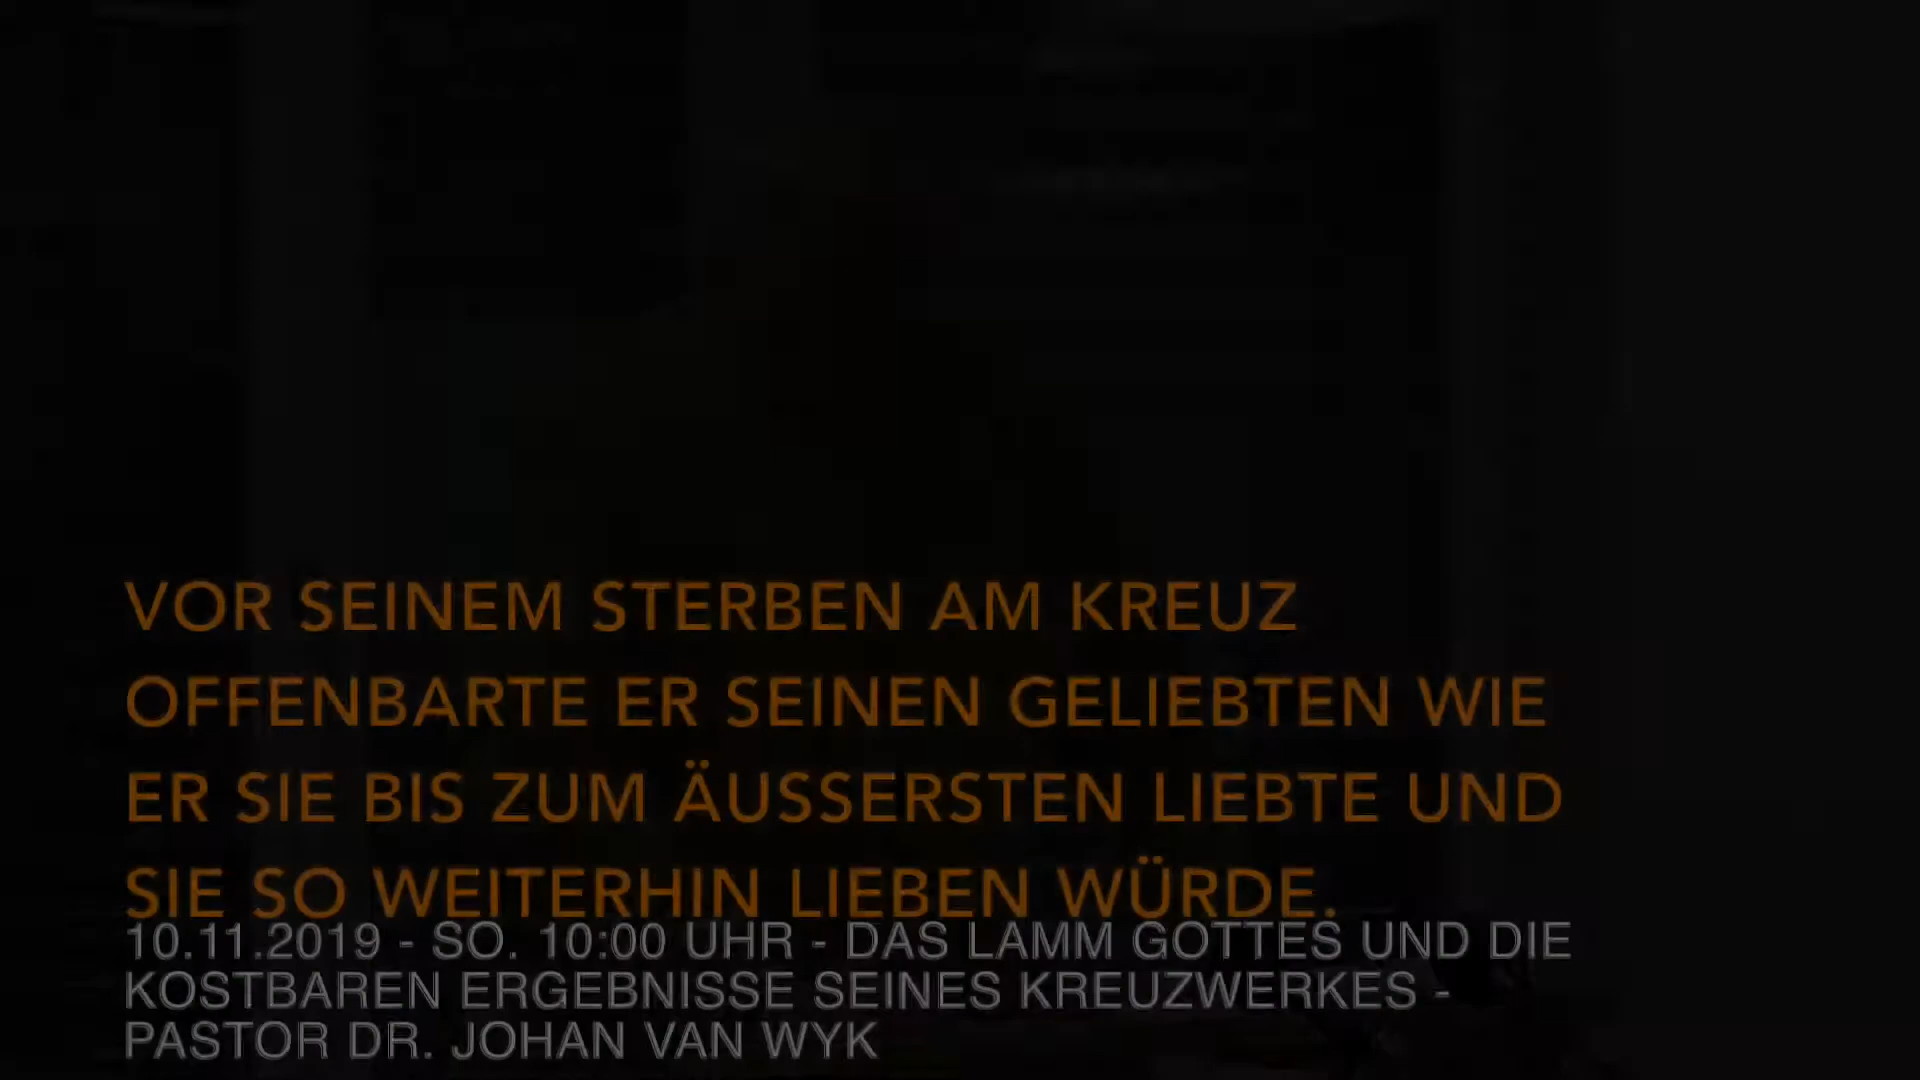 VOR SEINEM STERBEN AM KREUZ
OFFENBARTE ER SEINEN GELIEBTEN WIE
ER SIE BIS ZUM ÄUSSERSTEN LIEBTE UND
SIE SO WEITERHIN LIEBEN WÜRDE.
10.11.2019 - SO. 10:00 UHR - DAS LAMM GOTTES UND DIE
KOSTBAREN ERGEBNISSE SEINES KREUZWERKES -
PASTOR DR. JOHAN VAN WYK